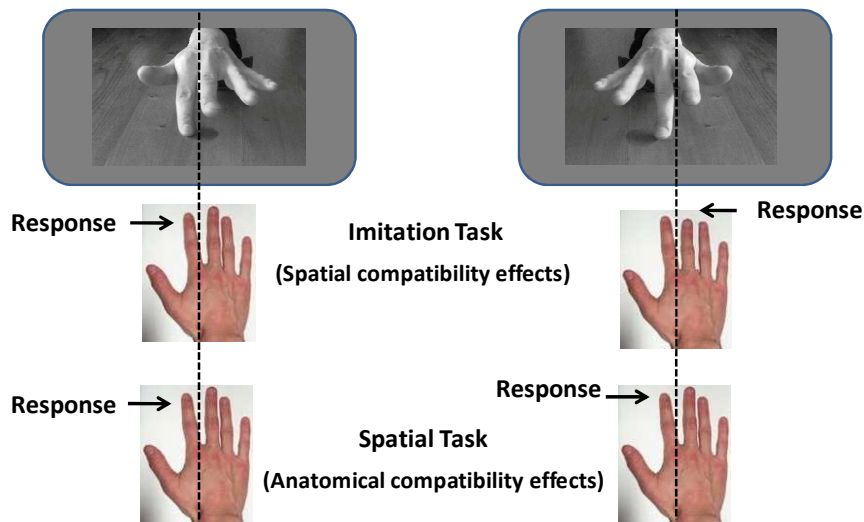 Response
Response
Imitation Task
(Spatial compatibility effects)
Response
Response
Spatial Task
(Anatomical compatibility effects)